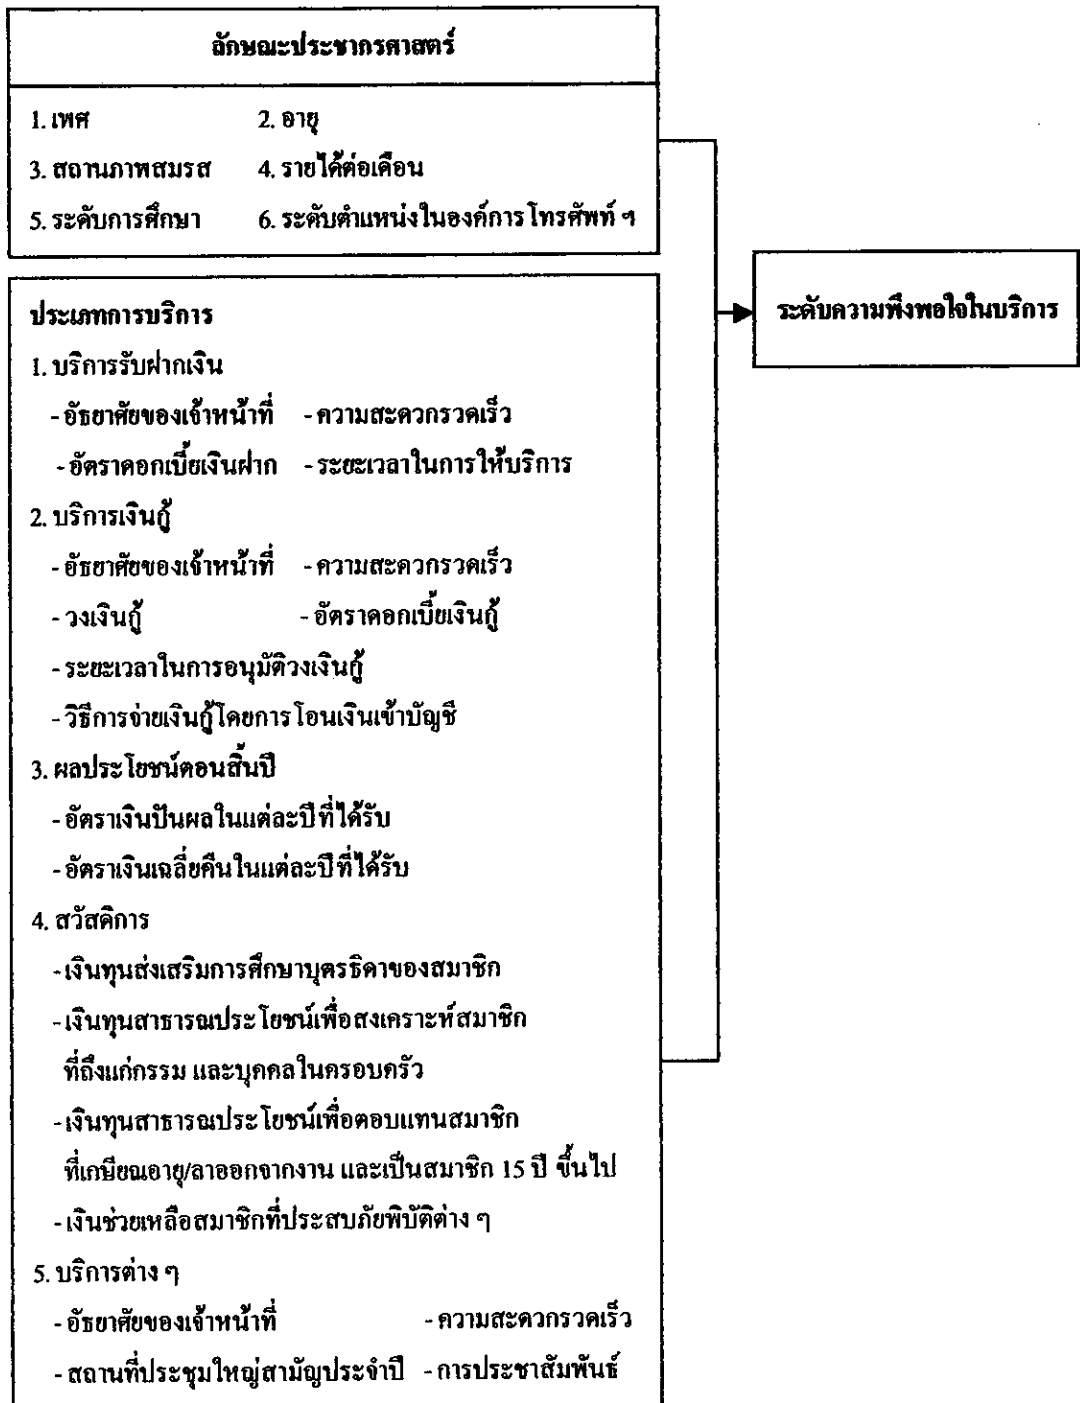 ลักษณะประชากรศาสตร์
1. เพศ 2. อายุ
3. สถานภาพสมรส 4. รายได้ต่อเดือน
5. ระดับการศึกษา 6. ระดับตำแหน่งในองค์การโทรศัพท์ ฯ
ระดับความพึงพอใจในบริการ
ประเภทการบริการ
1. บริการรับฝากเงิน
- อัธยาศัยของเจ้าหน้าที่ - ความสะดวกรวดเร็ว
- อัตราดอกเบี้ยเงินฝาก - ระยะเวลาในการให้บริการ
2. บริการเงินกู้
- อัธยาศัยของเจ้าหน้าที่ - ความสะดวกรวดเร็ว
- วงเงินกู้ - อัตราดอกเบี้ยเงินกู้
- ระยะเวลาในการอนุมัติวงเงินกู้
- วิธีการจ่ายเงินกู้โดยการโอนเงินเข้าบัญชี
3. ผลประโยชน์ตอนสิ้นปี
- อัตราเงินปันผลในแต่ละปีที่ได้รับ
- อัตราเงินเฉลี่ยคืนในแต่ละปีที่ได้รับ
4. สวัสดิการ
- เงินทุนส่งเสริมการศึกษาบุตรธิดาของสมาชิก
- เงินทุนสาธารณประโยชน์เพื่อสงเคราะห์สมาชิก
ที่ถึงแก่กรรม และบุคคลในครอบครัว
- เงินทุนสาธารณประโยชน์เพื่อตอบแทนสมาชิก
ที่เกษียณอายุ/ลาออกจากงาน และเป็นสมาชิก 15 ปี ขึ้นไป
- เงินช่วยเหลือสมาชิกที่ประสบภัยพิบัติต่าง ๆ
5. บริการต่าง ๆ
- อัธยาศัยของเจ้าหน้าที่ - ความสะดวกรวดเร็ว
- สถานที่ประชุมใหญ่สามัญประจำปี - การประชาสัมพันธ์